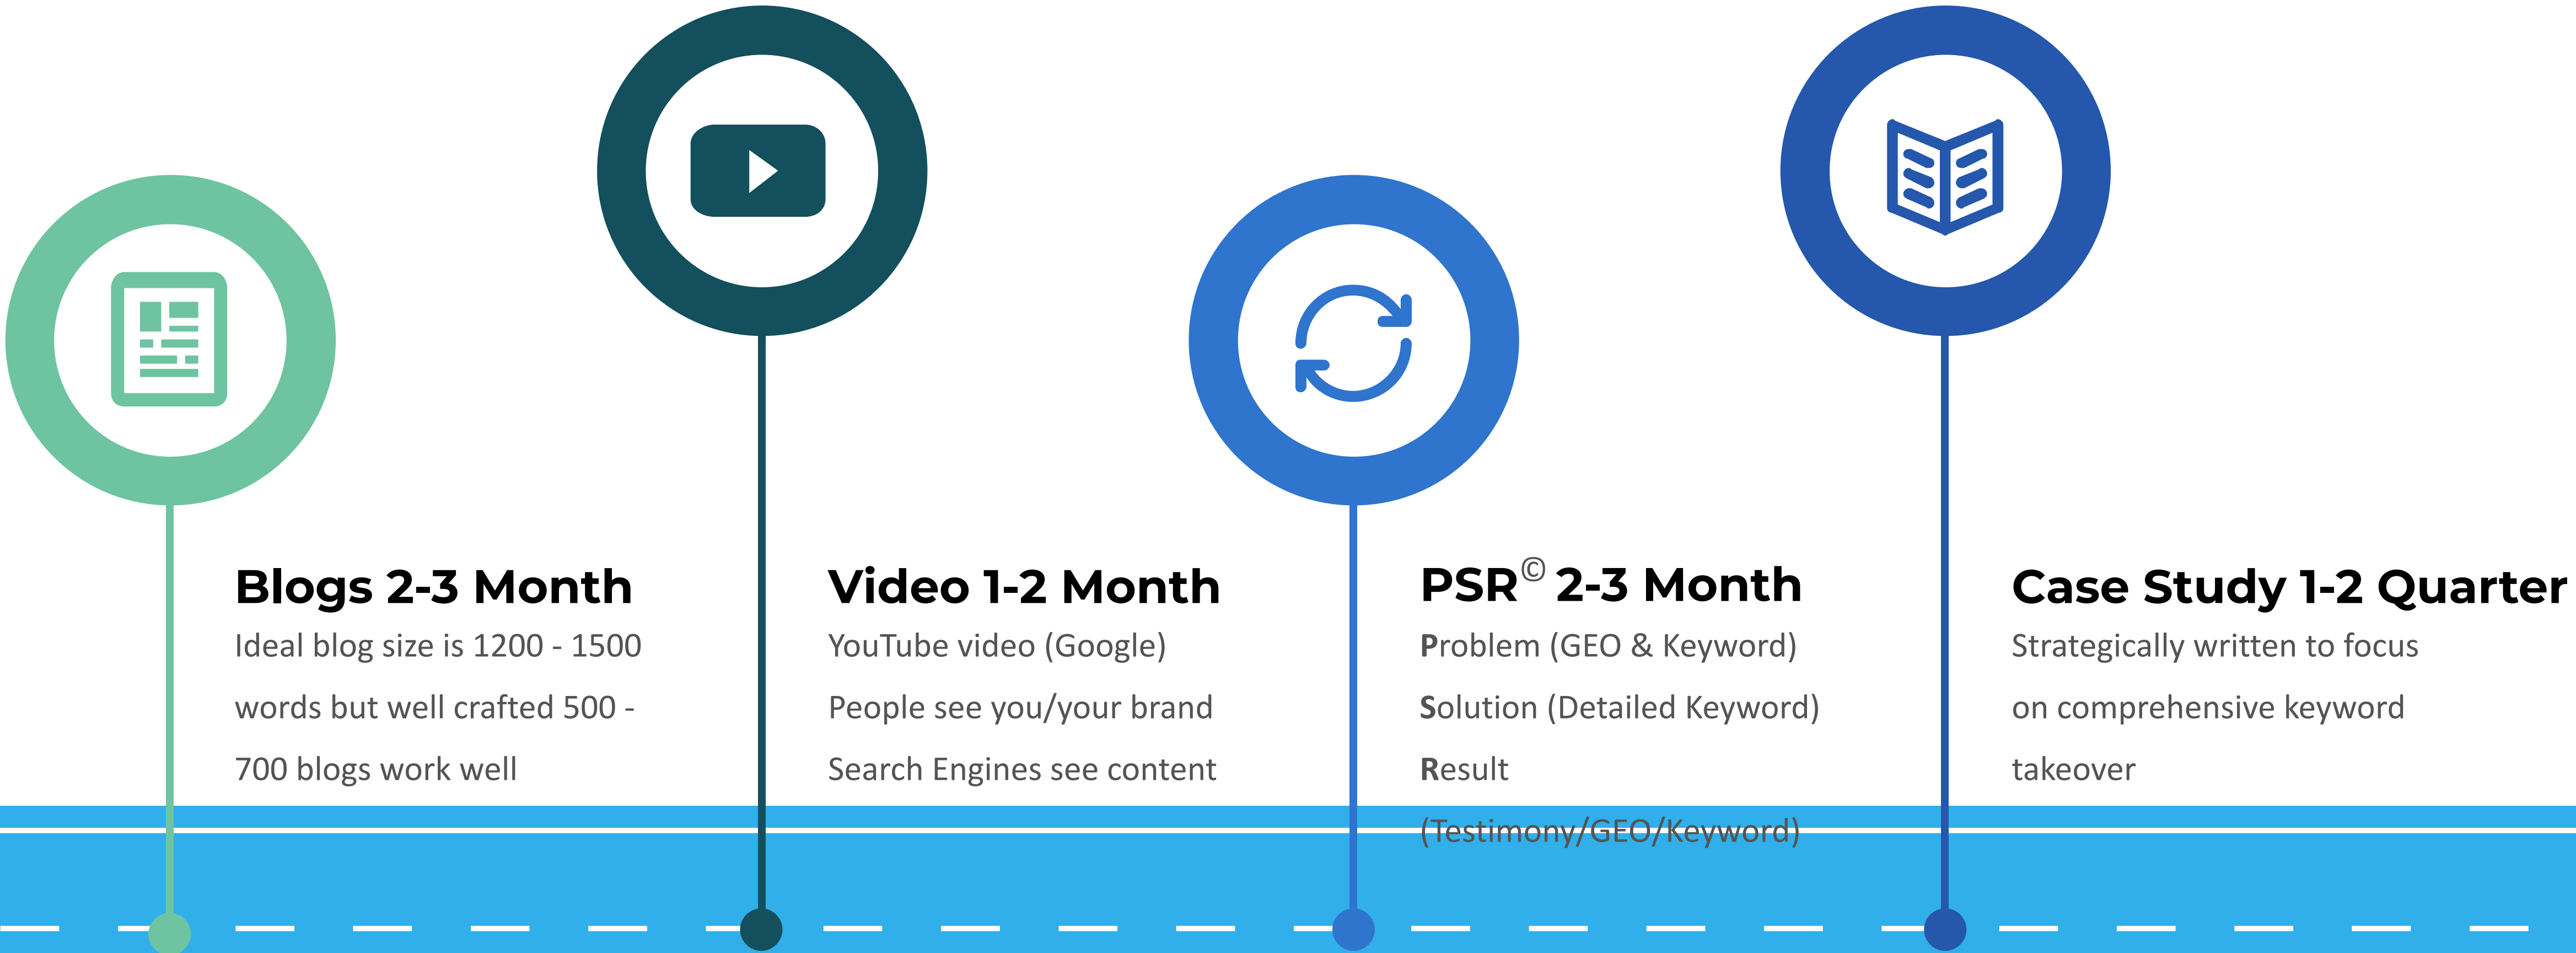 Blogs 2-3 Month
Ideal blog size is 1200 - 1500
words but well crafted 500 -
700 blogs work well
Video 1-2 Month
YouTube video (Google)
People see you/your brand
Search Engines see content
PSR© 2-3 Month
Problem (GEO & Keyword)
Solution (Detailed Keyword)
Result
(Testimony/GEO/Keyword)
Case Study 1-2 Quarter
Strategically written to focus
on comprehensive keyword
takeover